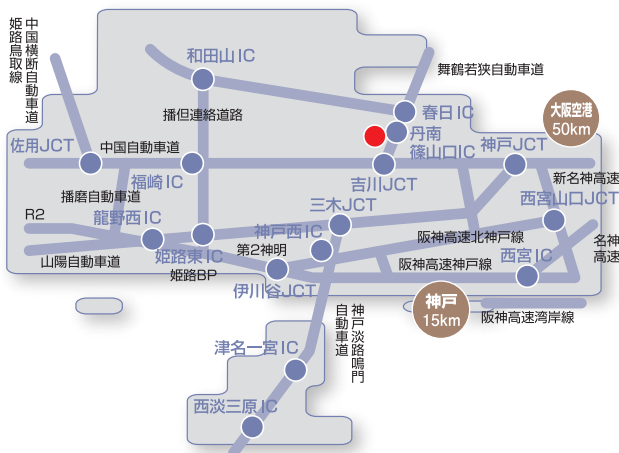 中国横断自動車道
姫路鳥取線
和田山IC
舞鶴若狭自動車道
播但連絡道路
春日IC
大阪空港
50km
丹南
篠山口IC
佐用JCT
中国自動車道
神戸JCT
福崎IC
吉川JCT
新名神高速
播磨自動車道
三木JCT
西宮山口JCT
R2
龍野西IC
神戸西IC
阪神高速北神戸線
名神
高速
山陽自動車道
姫路東IC
第2神明
西宮IC
姫路BP
阪神高速神戸線
伊川谷JCT
神戸
15km
阪神高速湾岸線
神戸淡路鳴門
自動車道
津名一宮IC
西淡三原IC